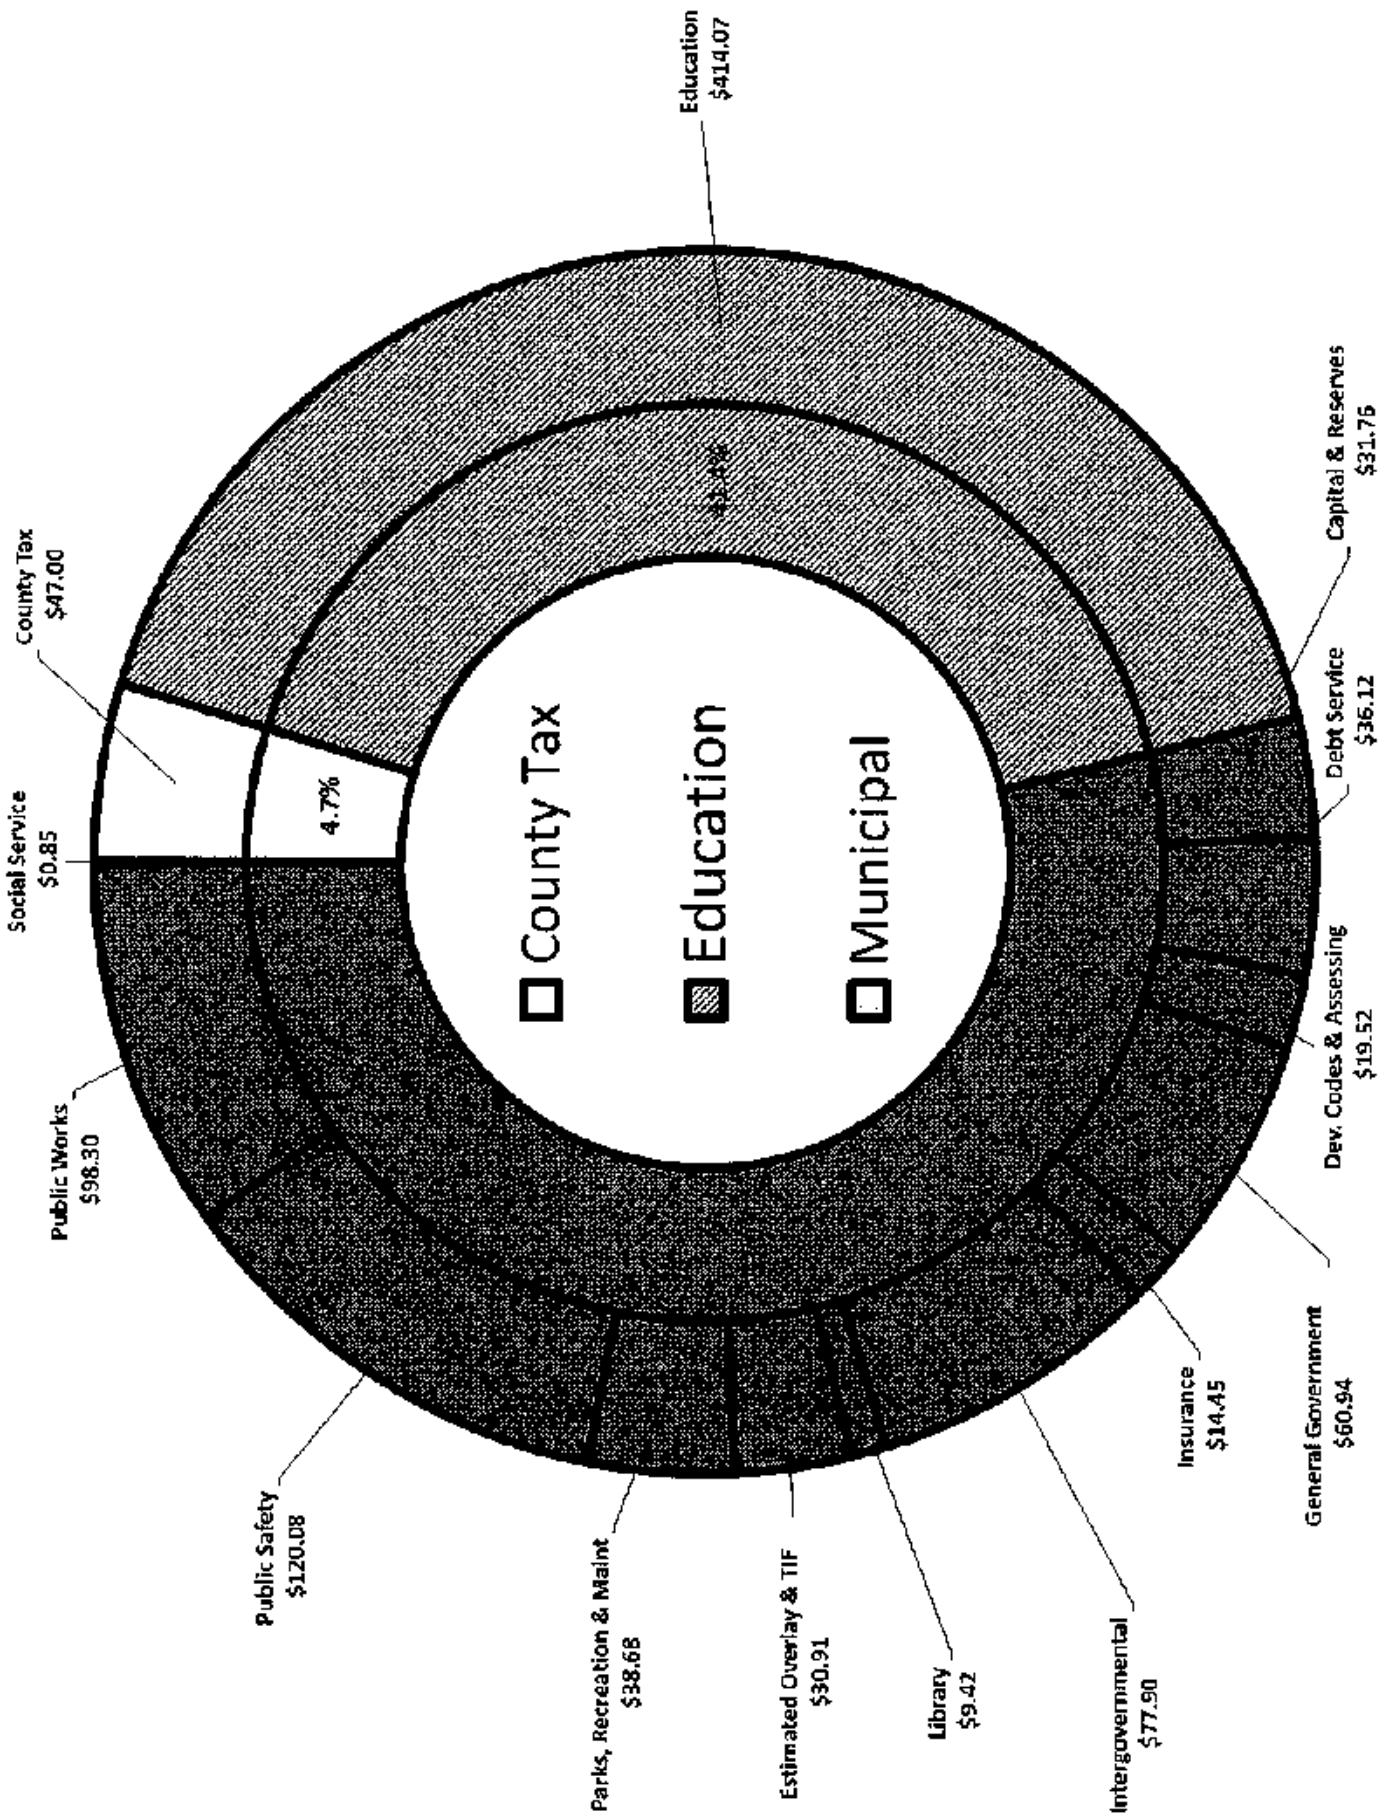 County Tax
$47.00
Education
$414.07
Capital & Reserves
$31.76
Debt Service
$36.12
Dev. Codes & Assessing
$19.52
General Government
$60.94
Insurance
$14.45
Intergovernmental
$77.90
Library
$9.42
Estimated Overlay & TIF
$30.91
Parks, Recreation & Maint
$38.68
Public Safety
$120.08
Public Works
$98.30
Social Service
$0.85
4.7%
41.4%
County Tax
Education
Municipal